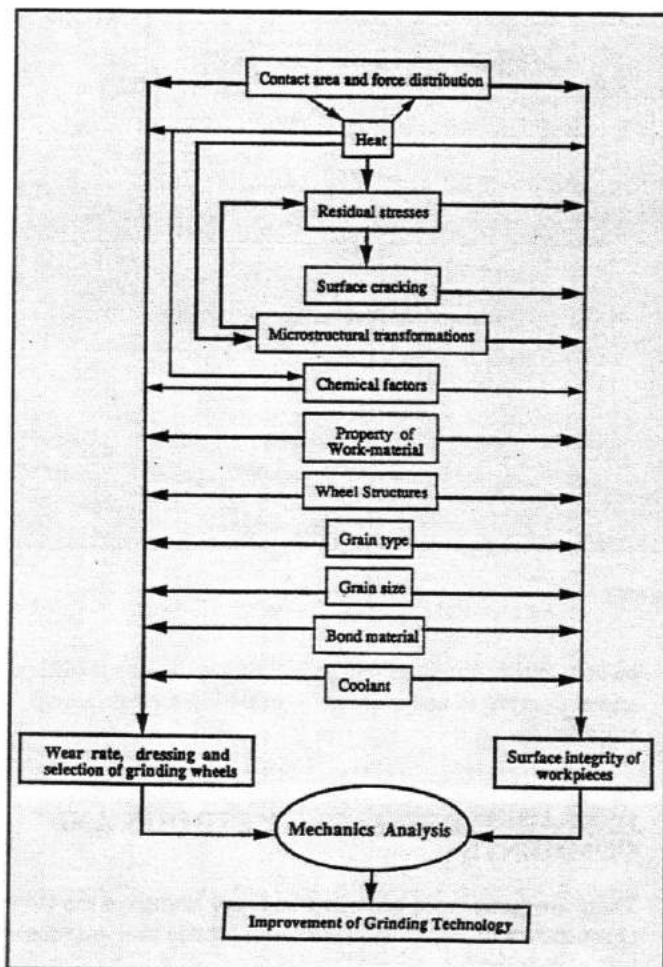 Contact area and force distribution
Heat
Residual stresses
Surface cracking
Microstructural transformations
Chemical factors
Property of
Work-material
Wheel Structures
Grain type
Grain size
Bond material
Coolant
Wear rate, dressing and
selection of grinding wheels
Surface integrity of
workpieces
Mechanics Analysis
Improvement of Grinding Technology